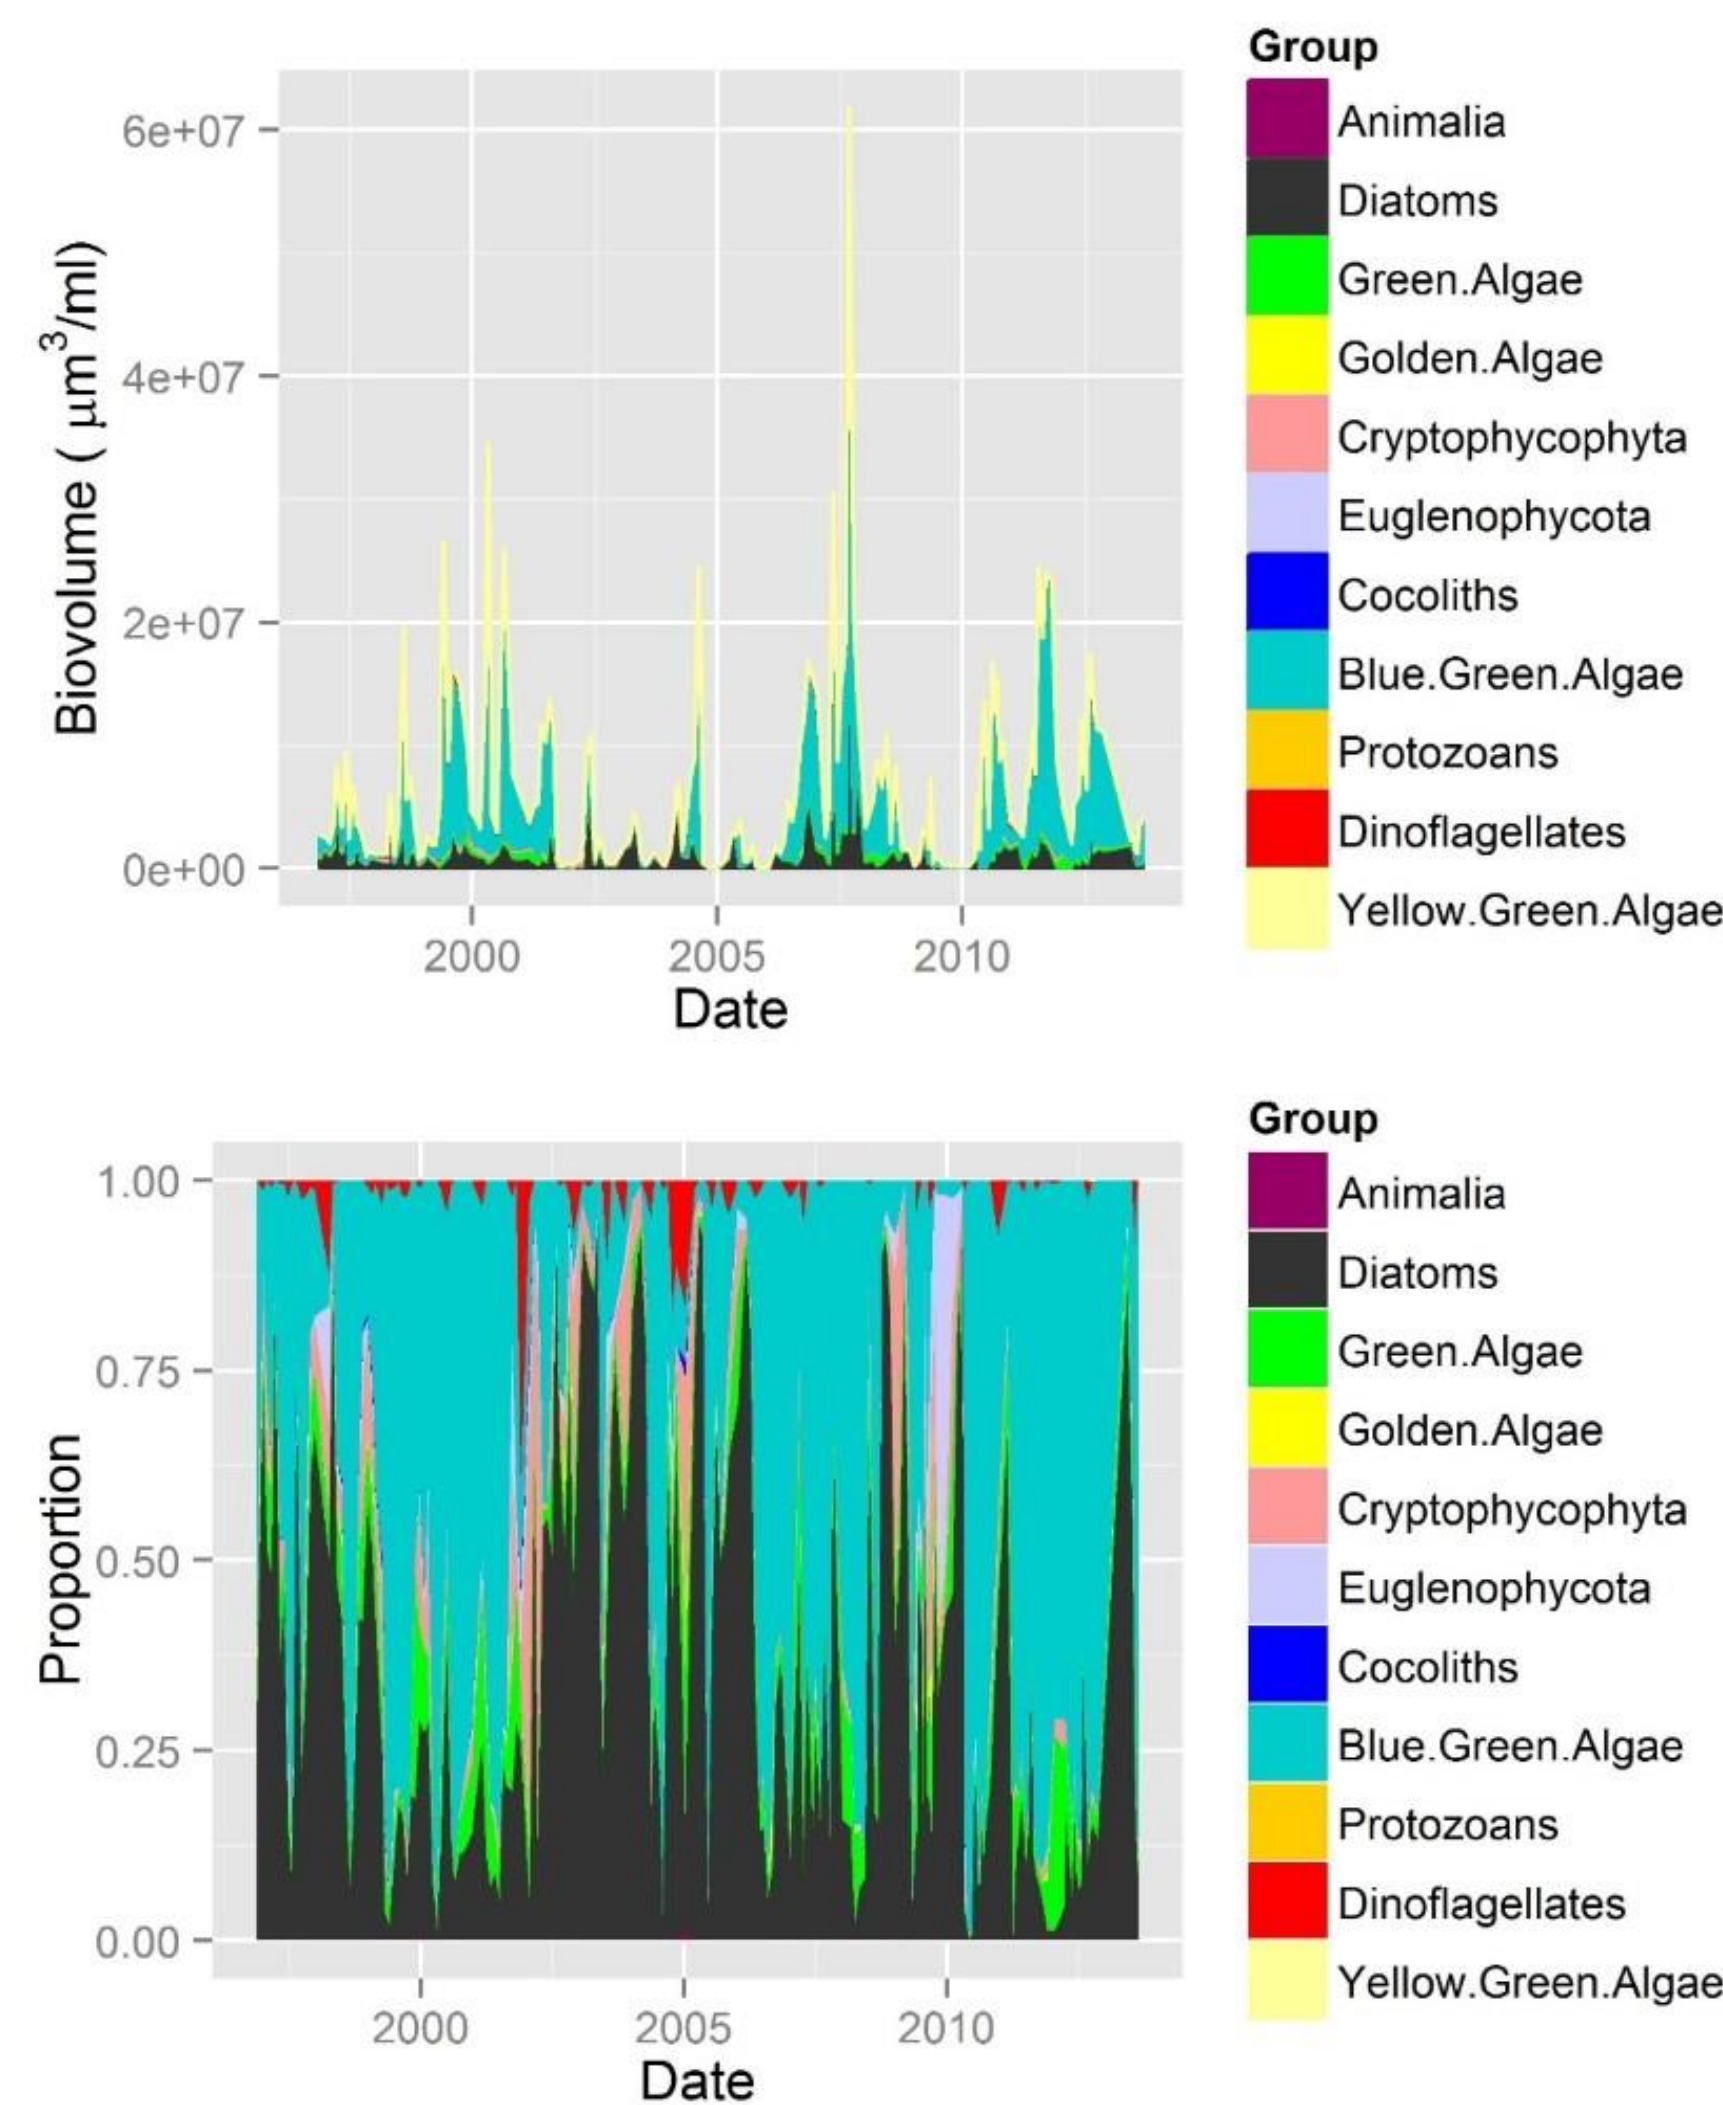 Group
Animalia
Diatoms
Green.Algae
Golden.Algae
Cryptophycophyta
Euglenophycota
Cocoliths
Blue.Green.Algae
Protozoans
Dinoflagellates
Yellow.Green.Algae
Biovolume ( μm³/ml)
6e+07
4e+07
2e+07
0e+00
2000 2005 2010
Date
Group
Animalia
Diatoms
Green.Algae
Golden.Algae
Cryptophycophyta
Euglenophycota
Cocoliths
Blue.Green.Algae
Protozoans
Dinoflagellates
Yellow.Green.Algae
Proportion
1.00
0.75
0.50
0.25
0.00
2000 2005 2010
Date